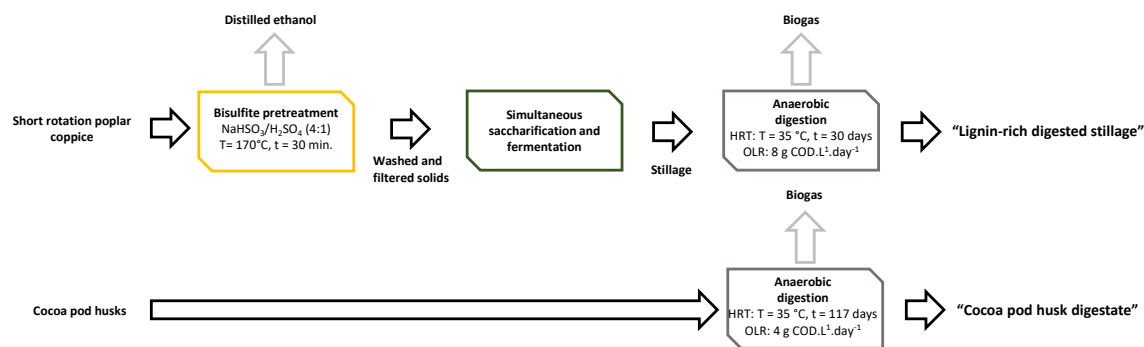 Distilled ethanol
Biogas
Short rotation poplar
coppice
Bisulfite pretreatment
NaHSO₃/H₂SO₄ (4:1)
T= 170°C, t = 30 min.
Washed and
filtered solids
Simultaneous
saccharification and
fermentation
Stillage
Anaerobic
digestion
HRT: T = 35 °C, t = 30 days
OLR: 8 g COD.L¹.day⁻¹
“Lignin-rich digested stillage”
Biogas
Cocoa pod husks
Anaerobic
digestion
HRT: T = 35 °C, t = 117 days
OLR: 4 g COD.L¹.day⁻¹
“Cocoa pod husk digestate”